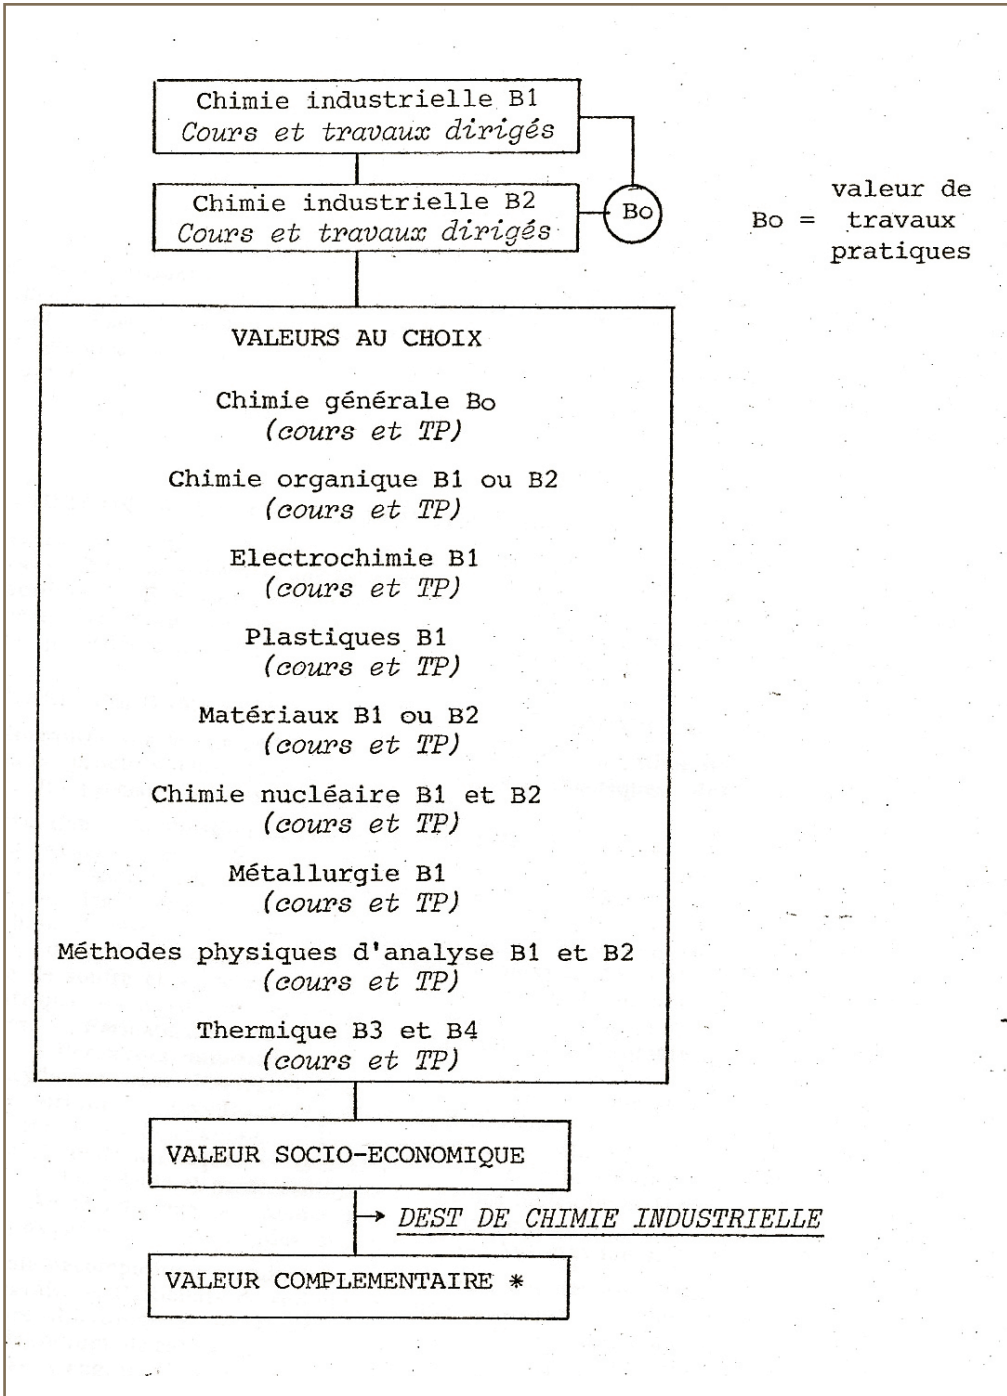 Chimie industrielle B1
Cours et travaux dirigés
Chimie industrielle B2
Cours et travaux dirigés
Bo
valeur de
Bo = travaux
pratiques
VALEURS AU CHOIX
Chimie générale Bo
(cours et TP)
Chimie organique B1 ou B2
(cours et TP)
Electrochimie B1
(cours et TP)
Plastiques B1
(cours et TP)
Matériaux B1 ou B2
(cours et TP)
Chimie nucléaire B1 et B2
(cours et TP)
Métallurgie B1
(cours et TP)
Méthodes physiques d'analyse B1 et B2
(cours et TP)
Thermique B3 et B4
(cours et TP)
VALEUR SOCIO-ECONOMIQUE
→ DEST DE CHIMIE INDUSTRIELLE
VALEUR COMPLEMENTAIRE *